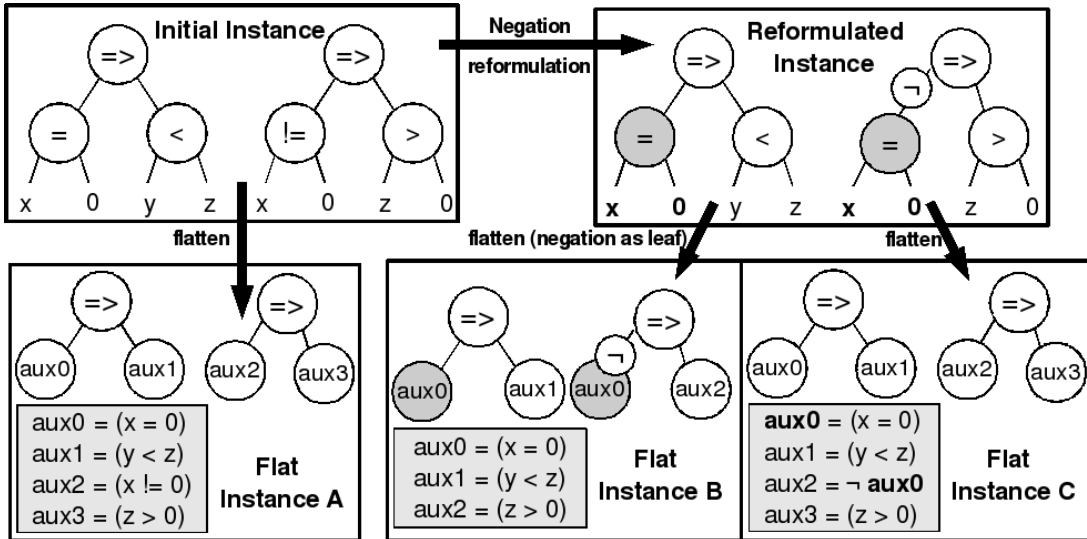 Initial Instance
=> =>
= < != >
x 0 y z x 0 z 0
Negation
reformulation
Reformulated
Instance
=> =>
¬
= < = >
x 0 y z x 0 z 0
flatten
flatten (negation as leaf)
flatten
=> =>
aux0 aux1 aux2 aux3
aux0 = (x = 0)
aux1 = (y < z)
aux2 = (x != 0)
aux3 = (z > 0)
Flat
Instance A
=> =>
¬
aux0 aux1 aux0 aux2
aux0 = (x = 0)
aux1 = (y < z)
aux2 = (z > 0)
Flat
Instance B
=> =>
aux0 aux1 aux2 aux3
aux0 = (x = 0)
aux1 = (y < z)
aux2 = ¬ aux0
aux3 = (z > 0)
Flat
Instance C